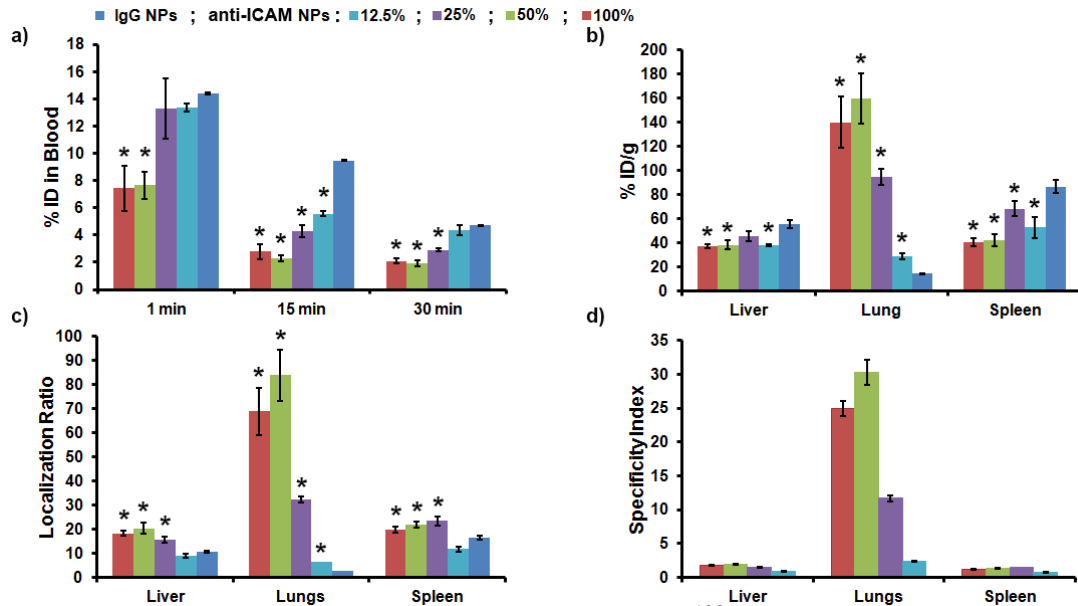 IgG NPs ; anti-ICAM NPs : 12.5% ; 25% ; 50% ; 100%
a)
18
16
14
12
10
8
6
4
2
0
% ID in Blood
* *
* * * *
* * *
1 min 15 min 30 min
b)
200
180
160
140
120
100
80
60
40
20
0
% ID/g
* * *
* * * *
* * * *
Liver Lung Spleen
c)
100
90
80
70
60
50
40
30
20
10
0
Localization Ratio
* * *
* * * *
* * *
Liver Lungs Spleen
d)
35
30
25
20
15
10
5
0
Specificity Index
Liver Lungs Spleen